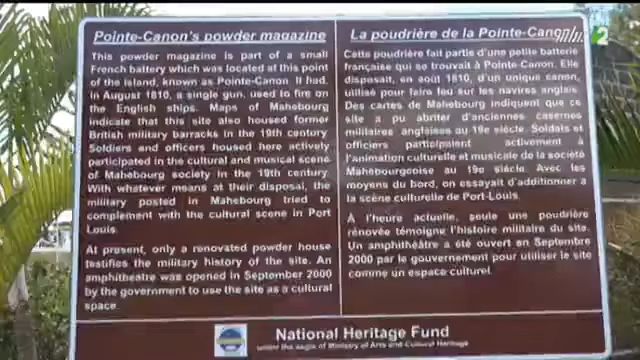 Pointe-Canon's powder magazine
This powder magazine is part of a small
French battery which was located at this point
of the island, known as Pointe-Canon. It had,
in August 1810, a single gun, used to fire on
the English ships. Maps of Mahebourg
indicate that this site also housed former
British military barracks in the 19th century.
Soldiers and officers housed here actively
participated in the cultural and musical scene
of Mahebourg society in the 19th century.
With whatever means at their disposal, the
military posted in Mahebourg tried to
complement with the cultural scene in Port
Louis.
At present, only a renovated powder house
testifies the military history of the site. An
amphitheatre was opened in September 2000
by the government to use the site as a cultural
space.
La poudrière de la Pointe-Canon
Cette poudrière fait partie d'une petite batterie
française qui se trouvait à Pointe-Canon. Elle
disposait, en août 1810, d'un unique canon,
utilisé pour faire feu sur les navires anglais.
Des cartes de Mahebourg indiquent que ce
site a pu abriter d'anciennes casernes
militaires anglaises au 19e siècle. Soldats et
officiers participaient activement à
l'animation culturelle et musicale de la société
Mahebourgeoise au 19e siècle. Avec les
moyens du bord, on essayait d'additionner à
la scène culturelle de Port-Louis.
À l'heure actuelle, seule une poudrière
rénovée témoigne l'histoire militaire du site.
Un amphithéâtre a été ouvert en Septembre
2000 par le gouvernement pour utiliser le site
comme un espace culturel.
National Heritage Fund
under the aegis of Ministry of Arts and Cultural Heritage
2